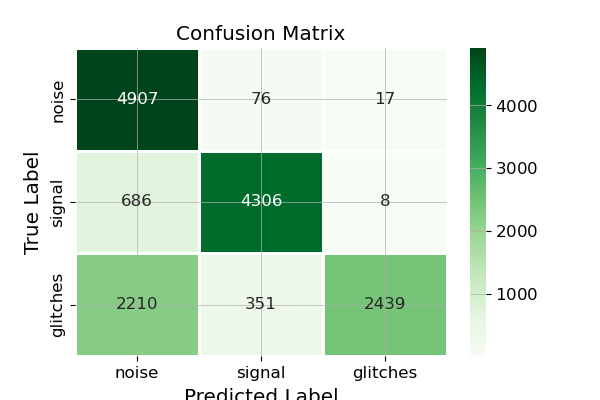 Confusion Matrix
True Label
noise 4907 76 17
signal 686 4306 8
glitches 2210 351 2439
noise signal glitches
Predicted Label
4000
3000
2000
1000